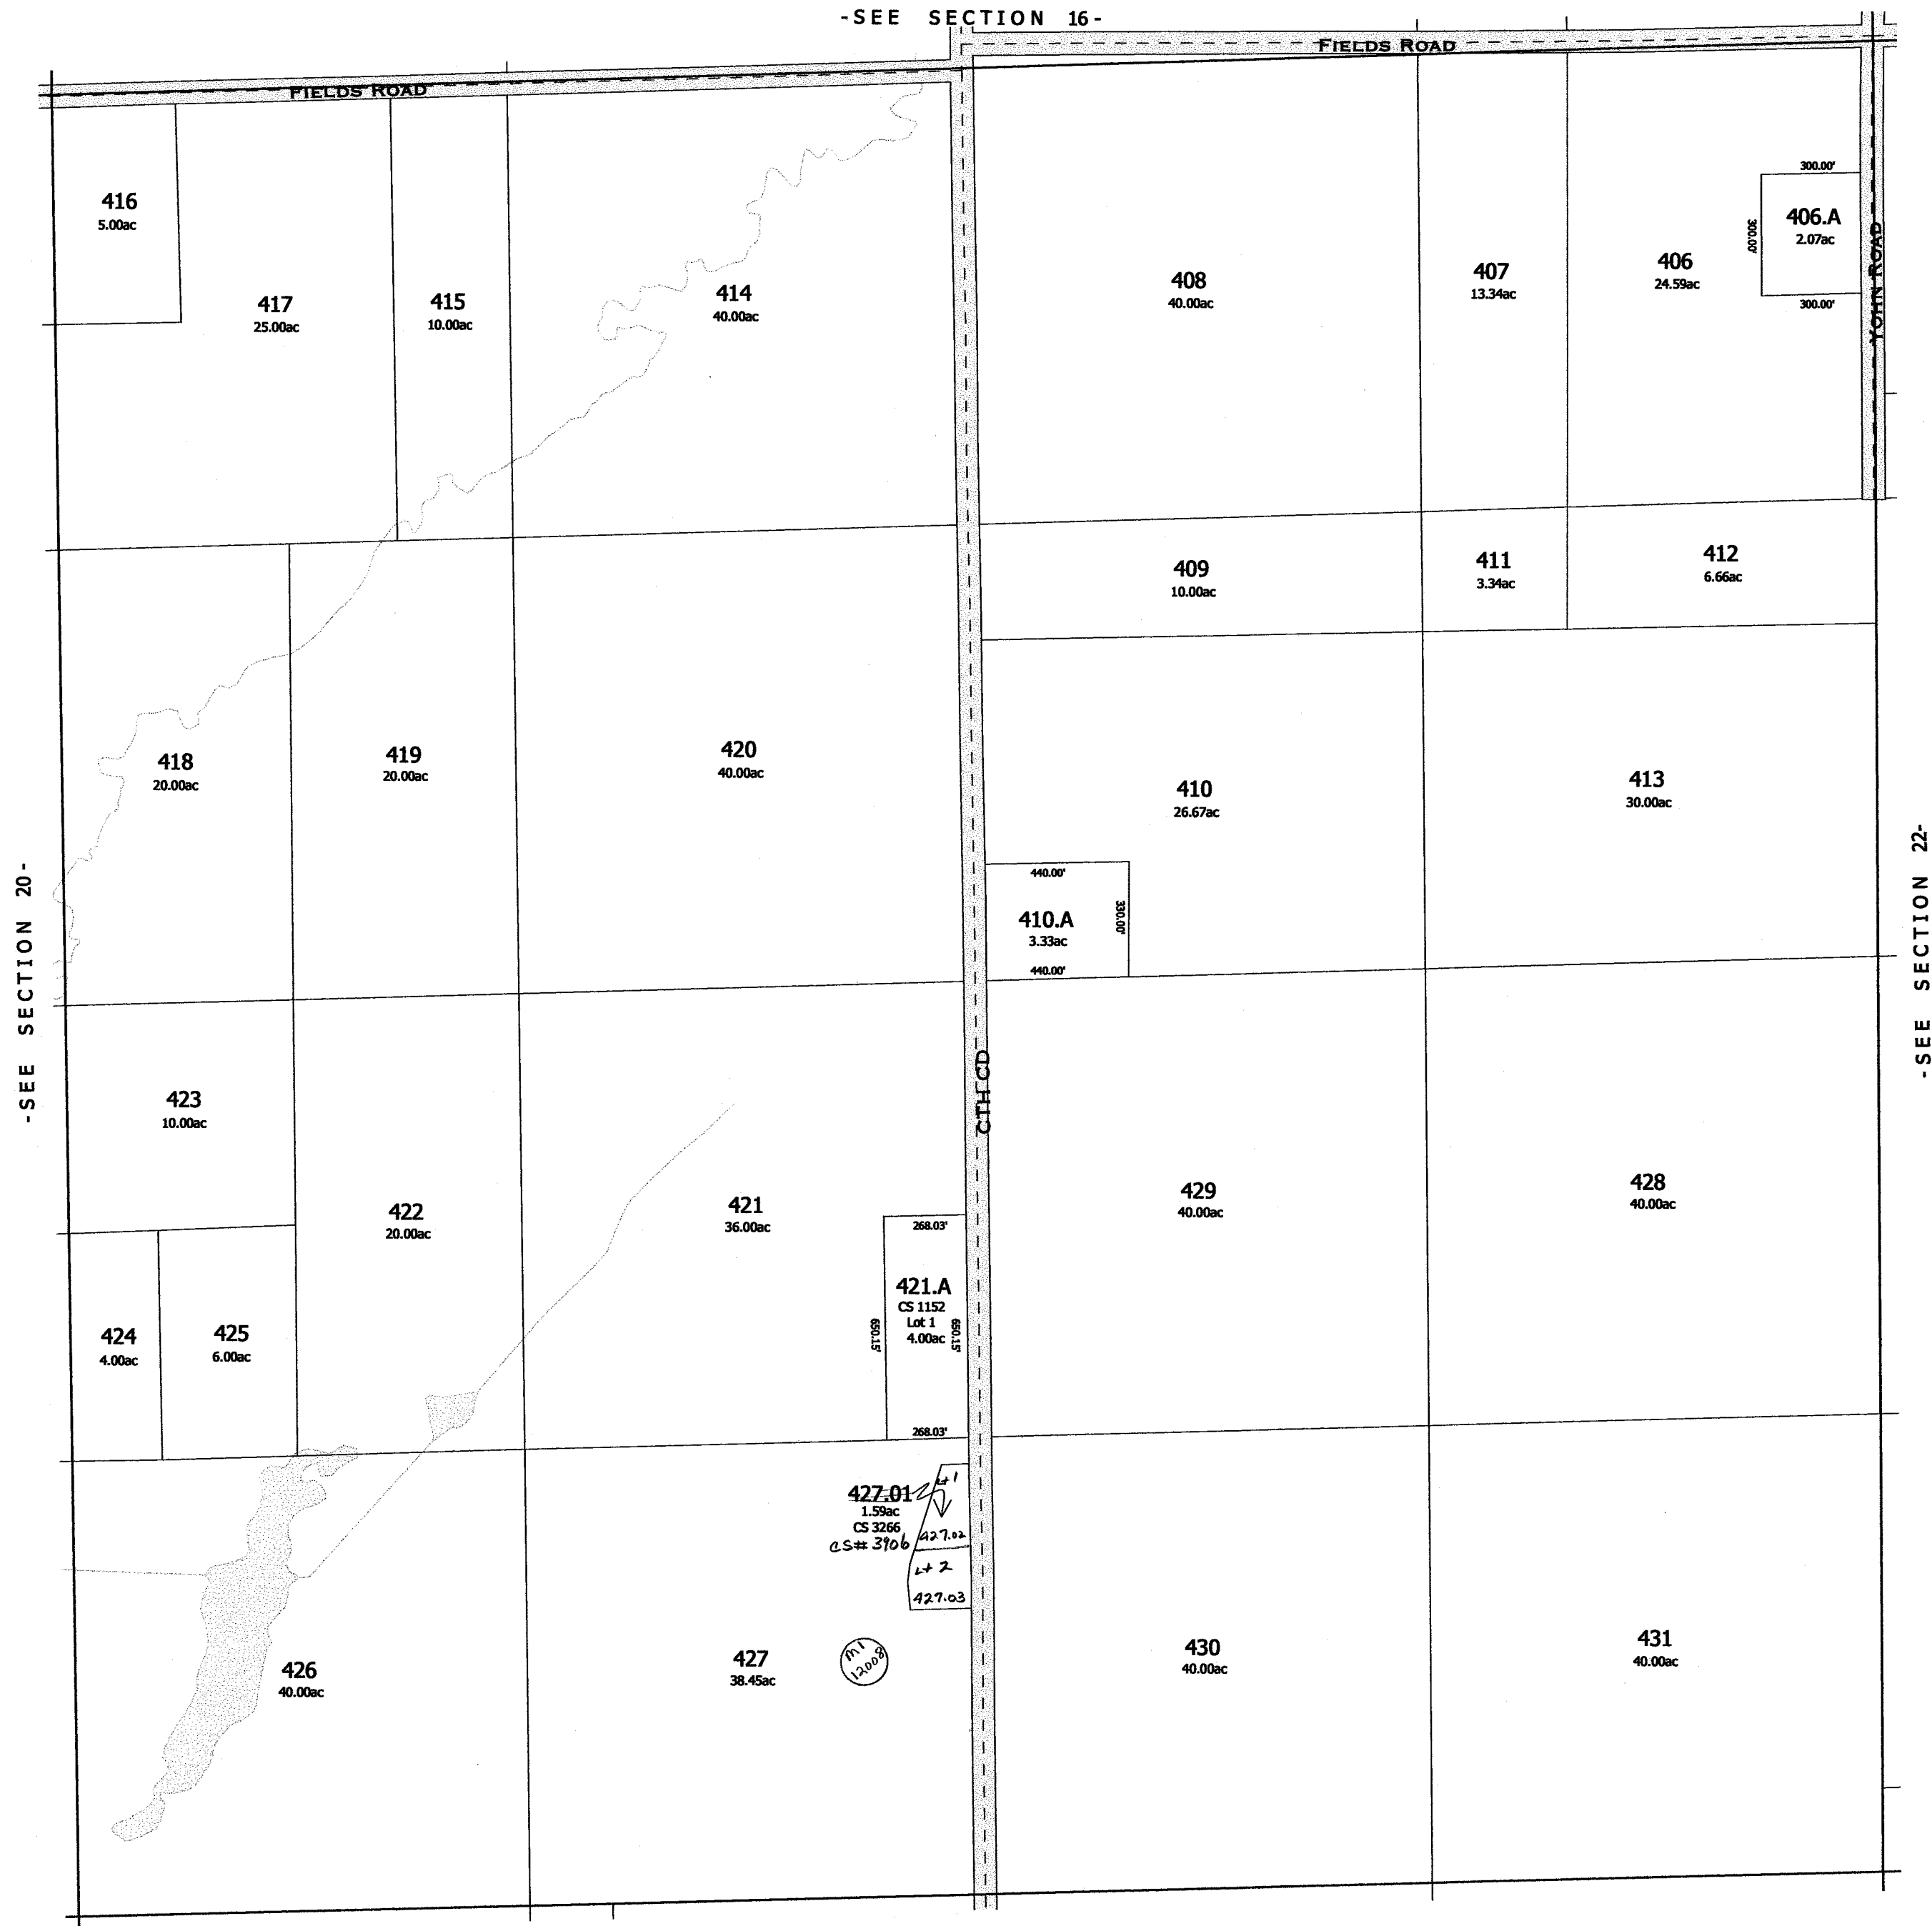 -SEE SECTION 16-
FIELDS ROAD
FIELDS ROAD
416
5.00ac
417
25.00ac
415
10.00ac
414
40.00ac
408
40.00ac
407
13.34ac
406
24.59ac
300.00'
300.00'
406.A
2.07ac
300.00'
YOHN ROAD
409
10.00ac
411
3.34ac
412
6.66ac
418
20.00ac
419
20.00ac
420
40.00ac
410
26.67ac
413
30.00ac
440.00'
410.A
3.33ac
330.00'
440.00'
-SEE SECTION 20-
-SEE SECTION 22-
CTH CD
423
10.00ac
422
20.00ac
421
36.00ac
268.03'
421.A
CS 1152
Lot 1
4.00ac
650.15'
650.15'
268.03'
429
40.00ac
428
40.00ac
424
4.00ac
425
6.00ac
427.01
1.59ac
CS 3266
CS# 3906
Lt 1
427.02
Lt 2
427.03
426
40.00ac
427
38.45ac
M1
12008
430
40.00ac
431
40.00ac